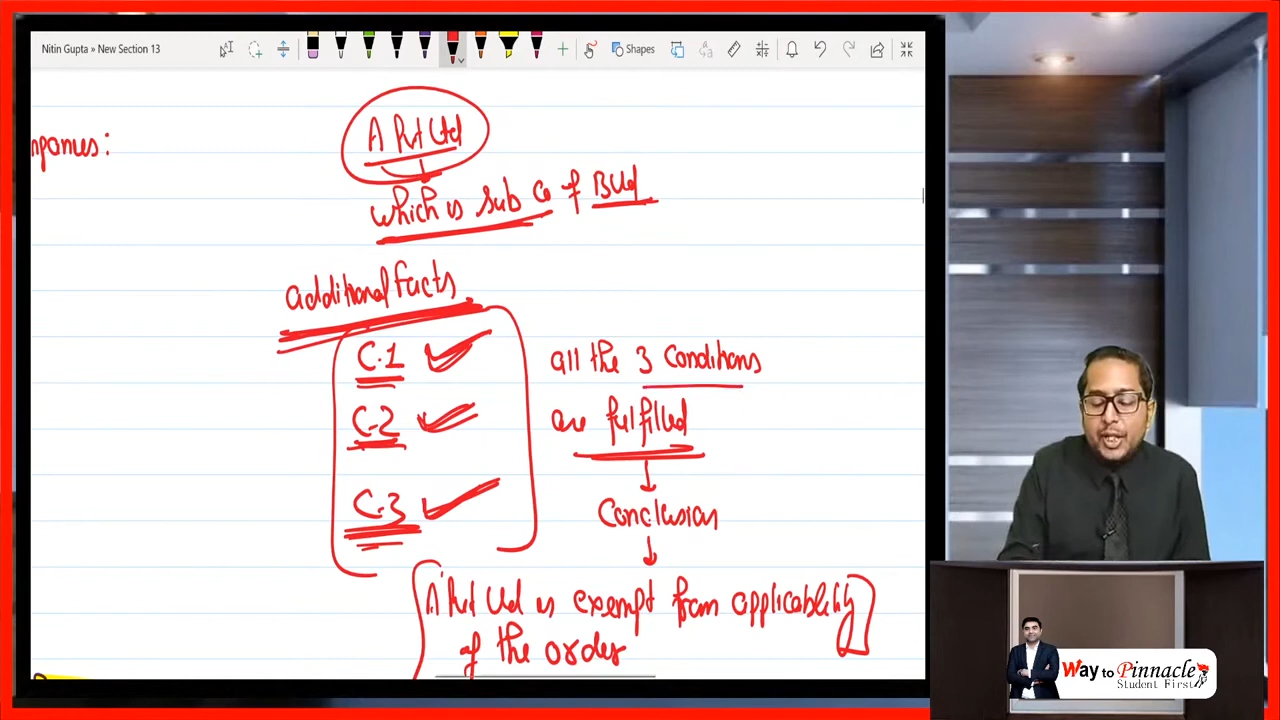 Nitin Gupta » New Section 13
Shapes
A Pvt Ltd
mpanies:
which is sub co of B Ltd
additional facts
C.1
all the 3 conditions
C.2
are fulfilled
C.3
Conclusion
A Pvt Ltd is exempt from applicability
of the order
Way to Pinnacle
Student First